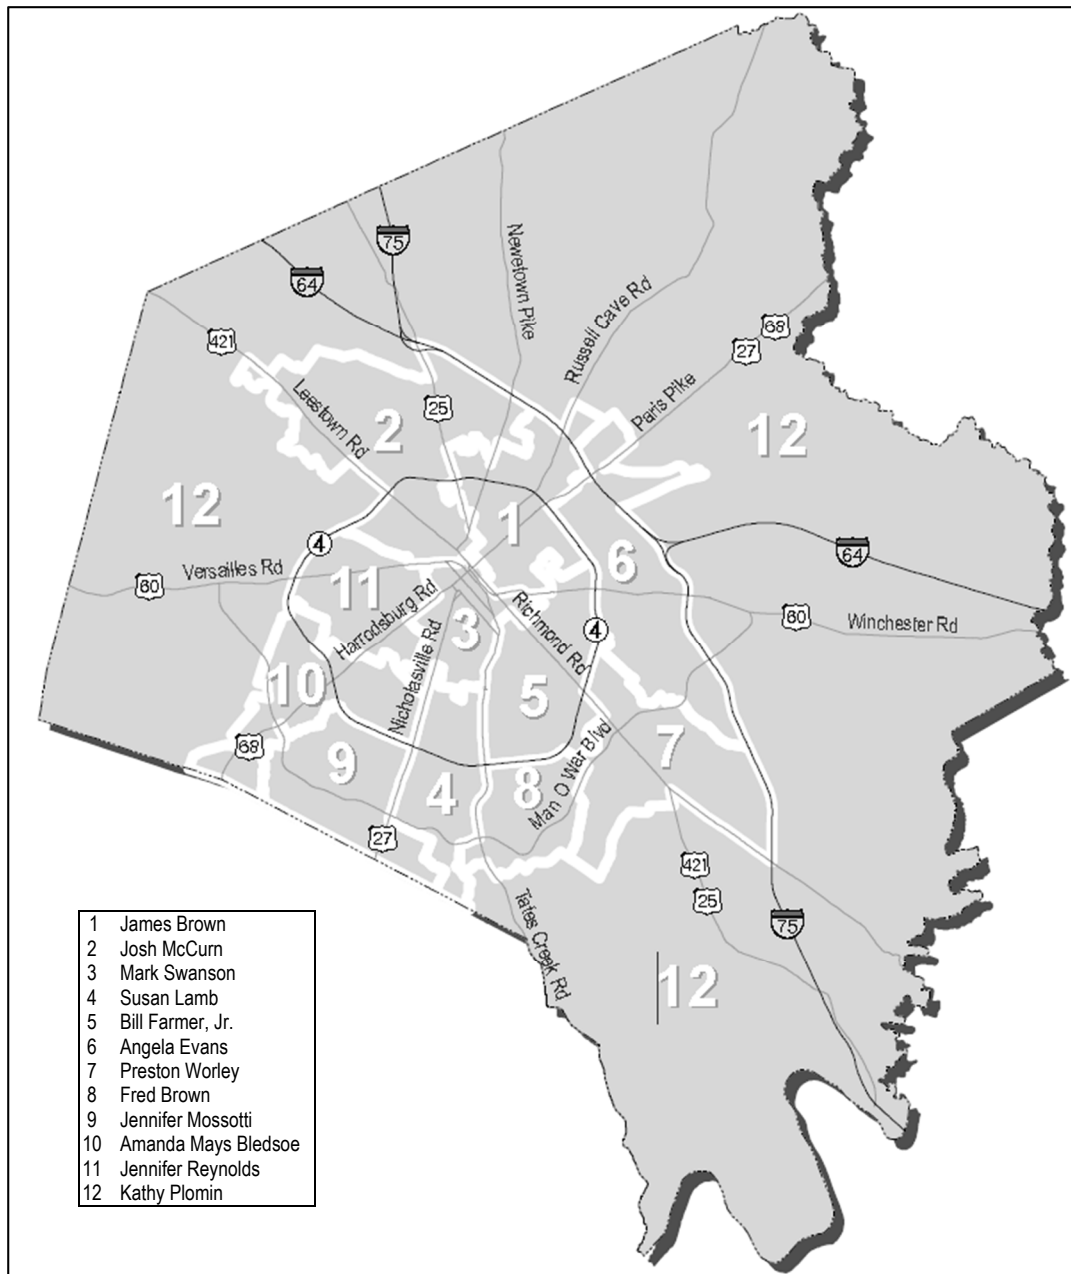 75
64
Newetown Pike
Russell Cave Rd
68
27
421
Paris Pike
Leestown Rd
25
2
12
12
1
4
64
6
Versailles Rd
60
11
Harrodsburg Rd
Richmond Rd
60
Winchester Rd
3
4
Nicholasville Rd
10
5
68
9
7
Man O War Blvd
4
8
27
421
25
75
Tates Creek Rd
12
1 James Brown
2 Josh McCurn
3 Mark Swanson
4 Susan Lamb
5 Bill Farmer, Jr.
6 Angela Evans
7 Preston Worley
8 Fred Brown
9 Jennifer Mossotti
10 Amanda Mays Bledsoe
11 Jennifer Reynolds
12 Kathy Plomin